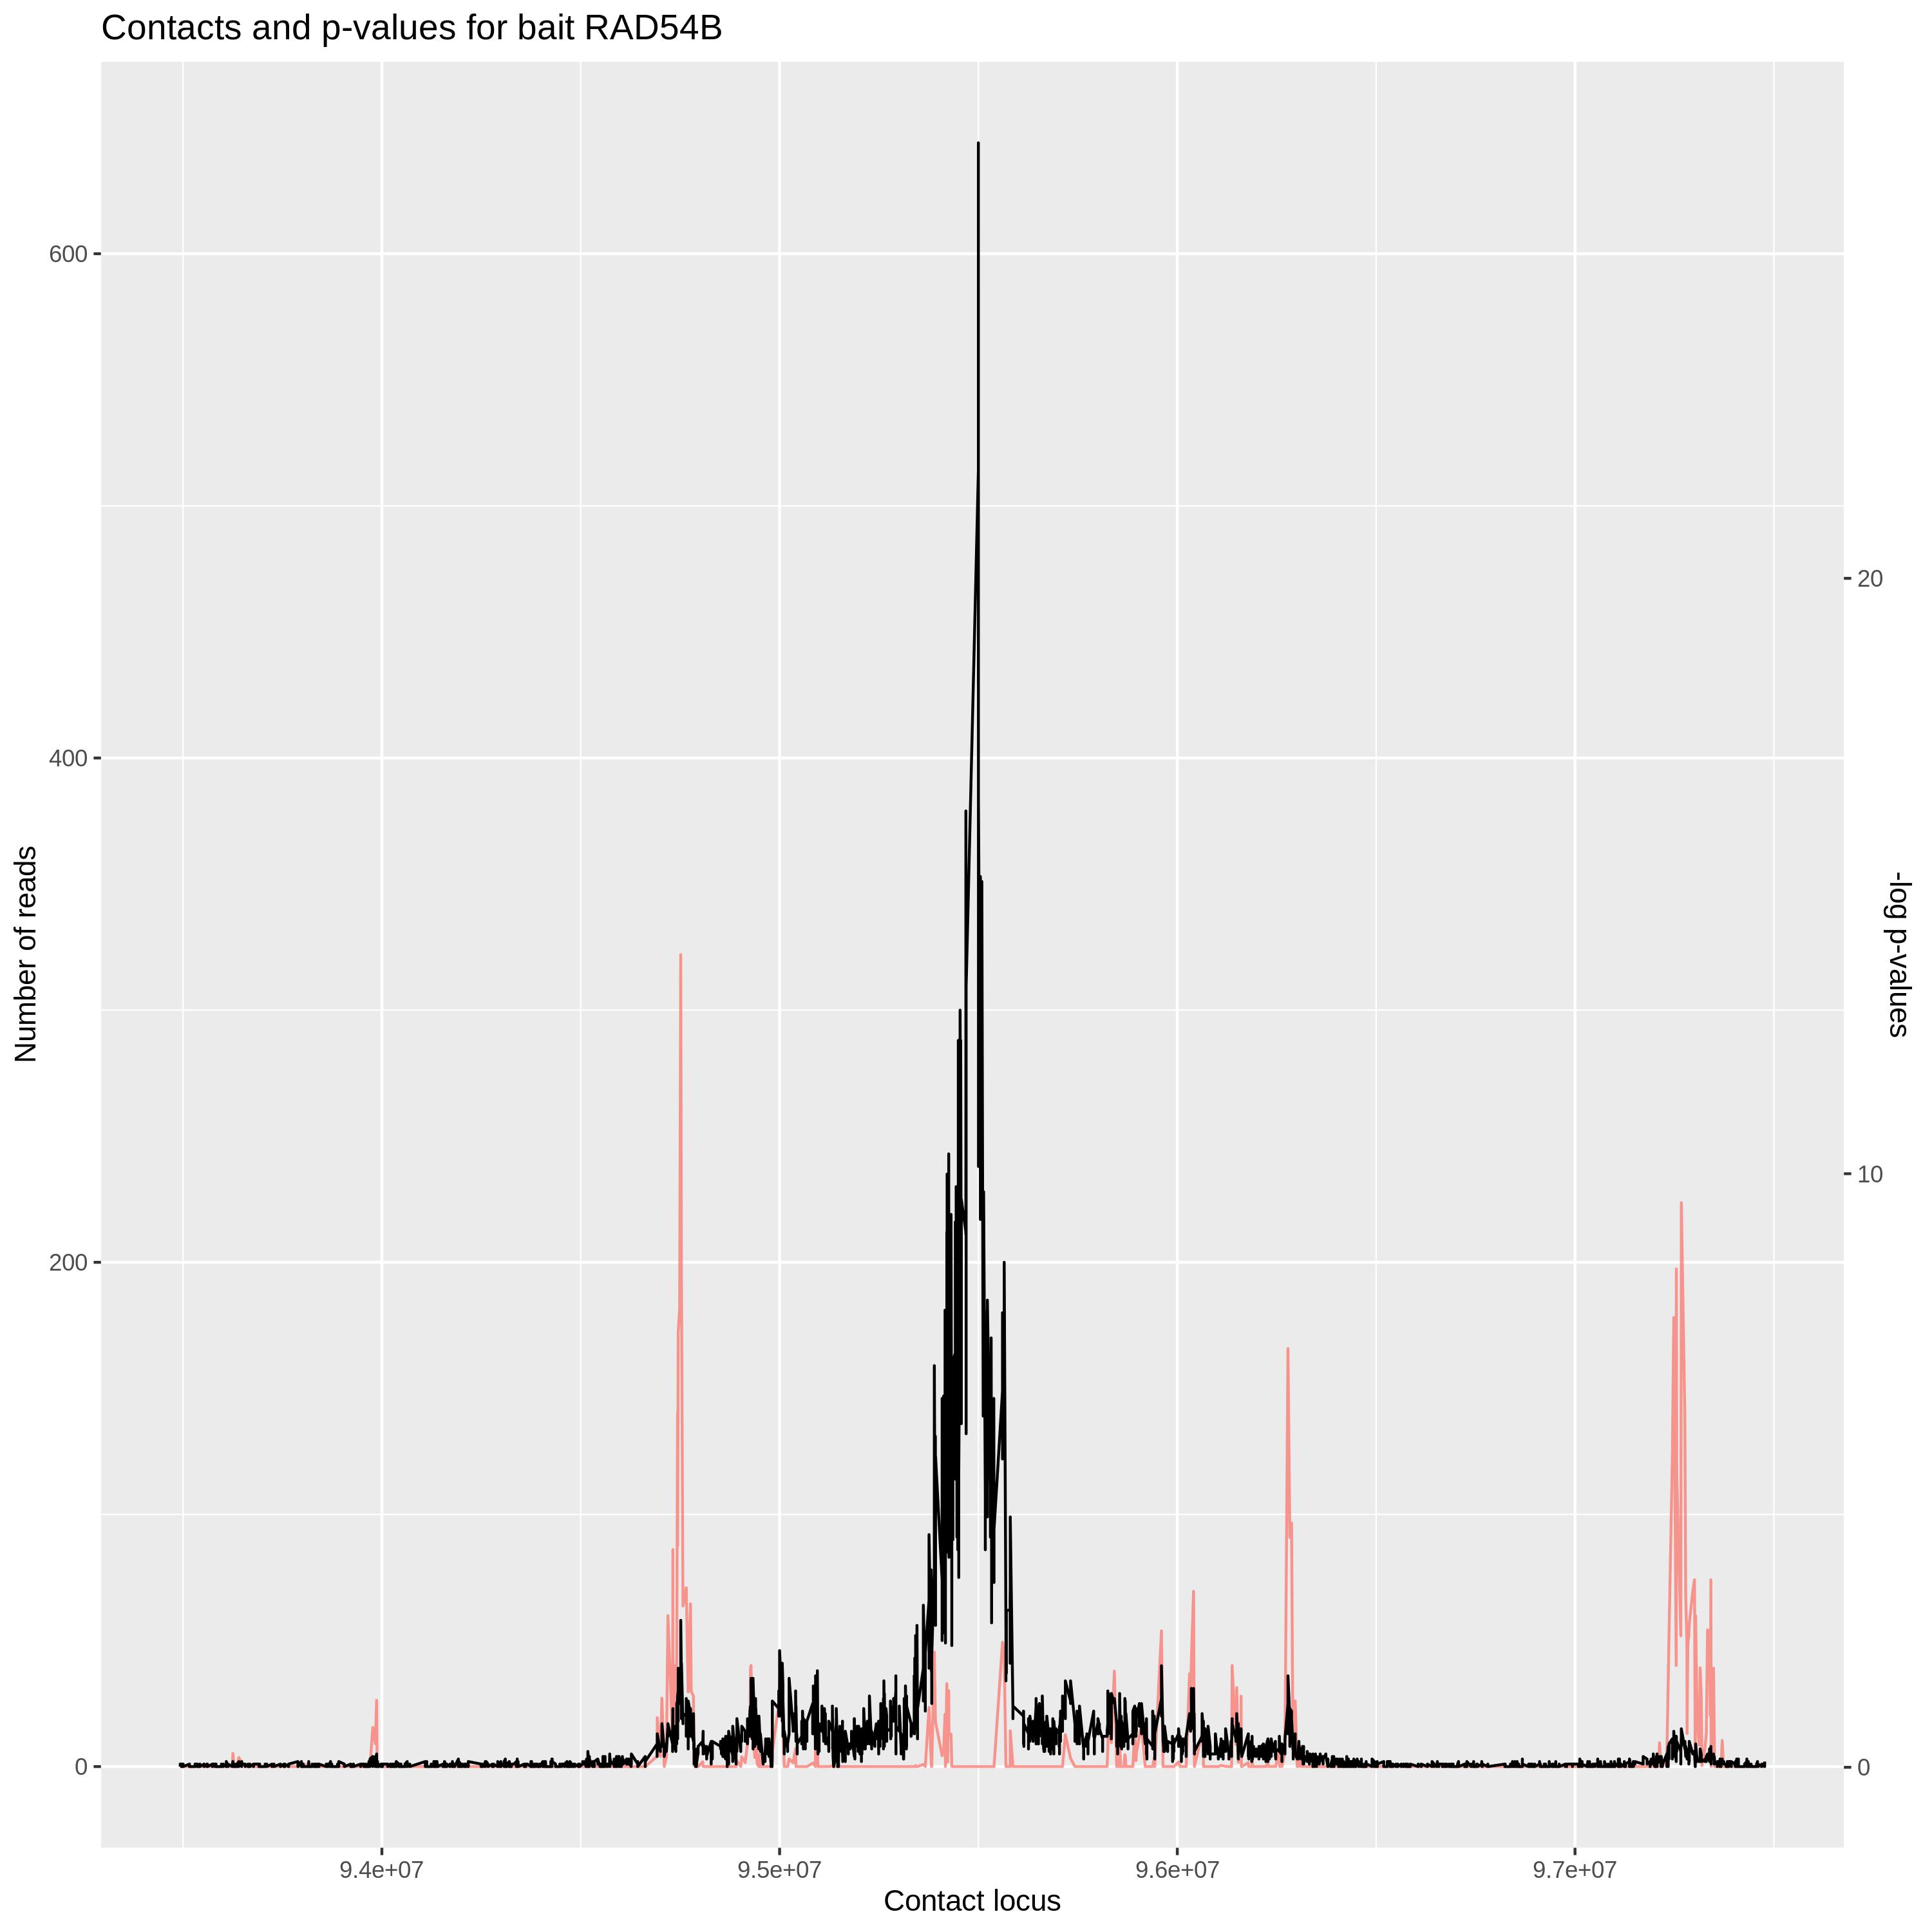 Contacts and p-values for bait RAD54B
600
400
200
0
Number of reads
20
10
0
-log p-values
9.4e+07
9.5e+07
9.6e+07
9.7e+07
Contact locus